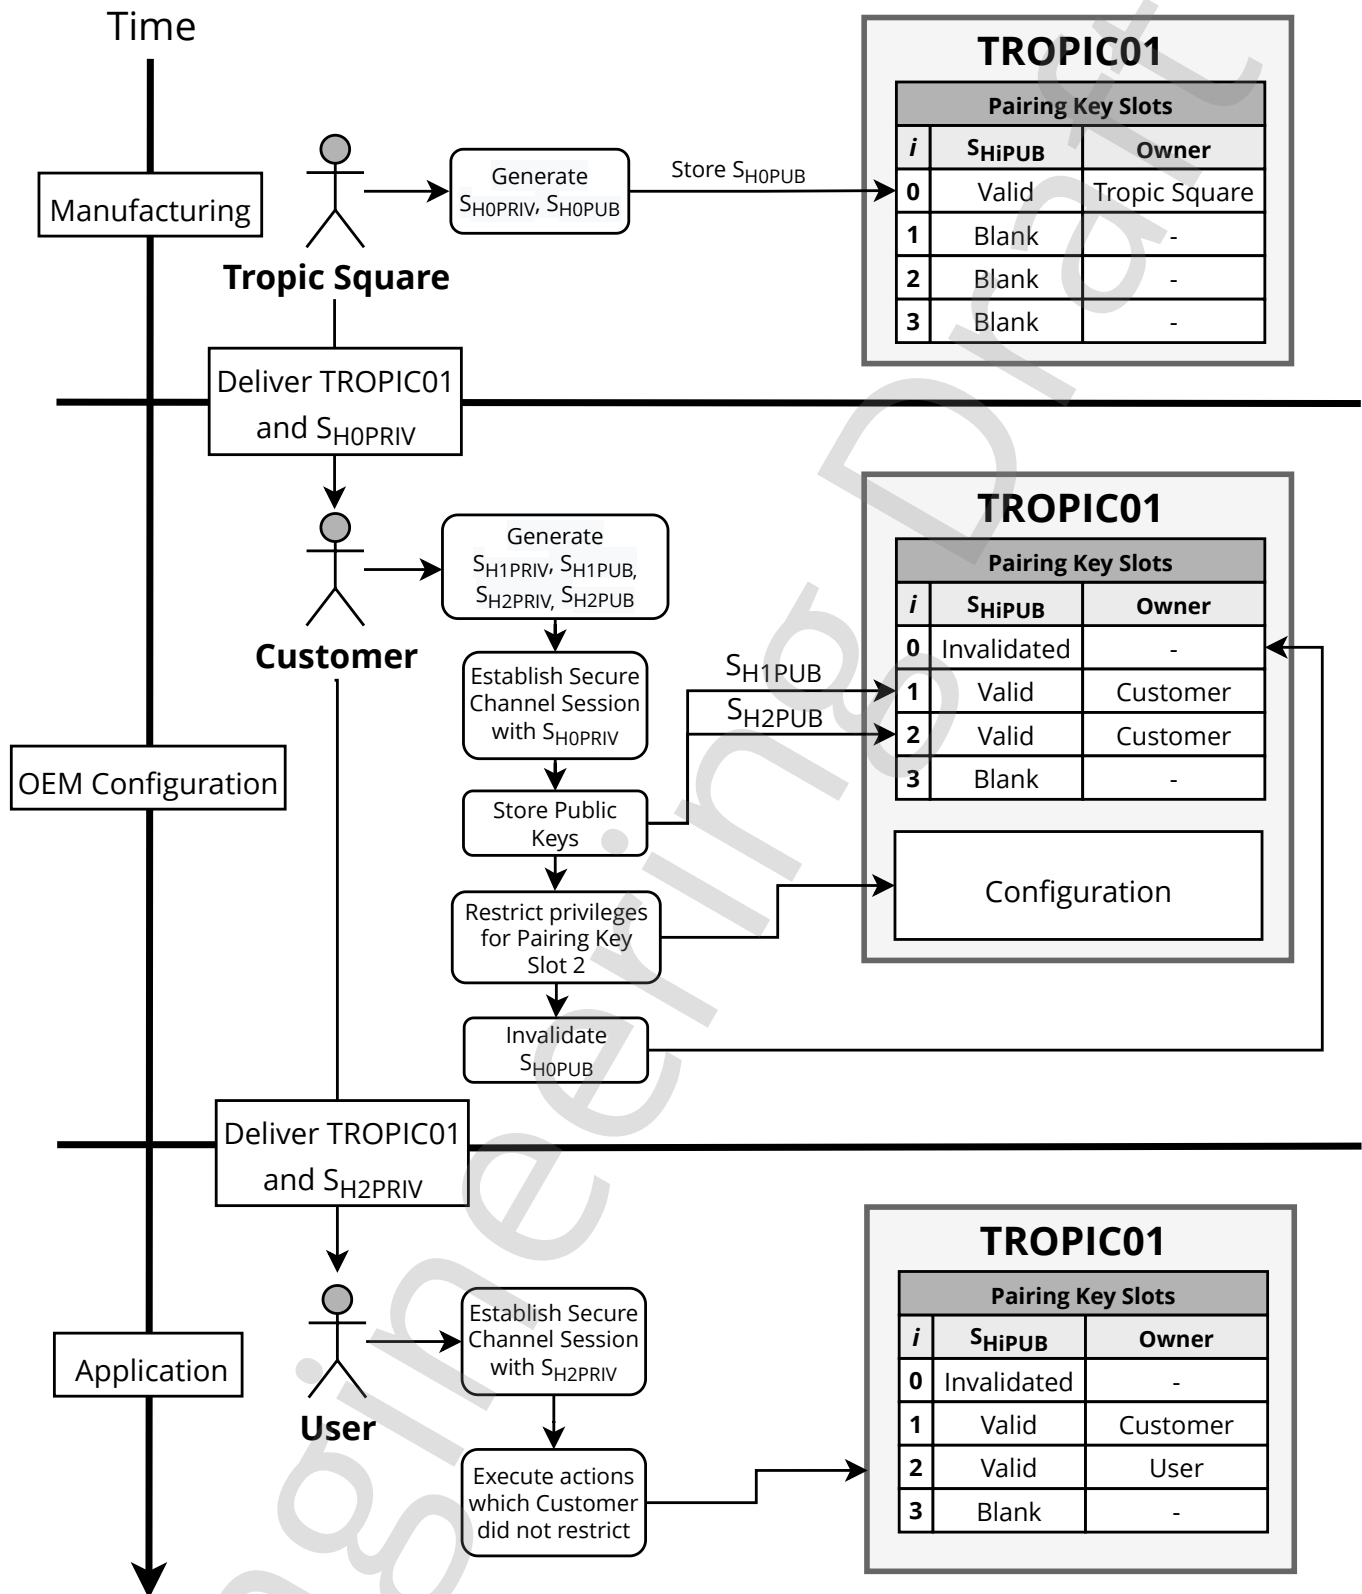 Time
TROPIC01
Pairing Key Slots
i SHiPUB Owner
0 Valid Tropic Square
1 Blank -
2 Blank -
3 Blank -
Manufacturing
Generate
SH0PRIV, SH0PUB
Store SH0PUB
Tropic Square
Deliver TROPIC01
and SH0PRIV
TROPIC01
Pairing Key Slots
i SHiPUB Owner
0 Invalidated -
1 Valid Customer
2 Valid Customer
3 Blank -
Configuration
Generate
SH1PRIV, SH1PUB,
SH2PRIV, SH2PUB
Customer
Establish Secure
Channel Session
with SH0PRIV
SH1PUB
SH2PUB
OEM Configuration
Store Public
Keys
Restrict privileges
for Pairing Key
Slot 2
Invalidate
SH0PUB
Deliver TROPIC01
and SH2PRIV
TROPIC01
Pairing Key Slots
i SHiPUB Owner
0 Invalidated -
1 Valid Customer
2 Valid User
3 Blank -
Application
Establish Secure
Channel Session
with SH2PRIV
User
Execute actions
which Customer
did not restrict
ngineering Draft